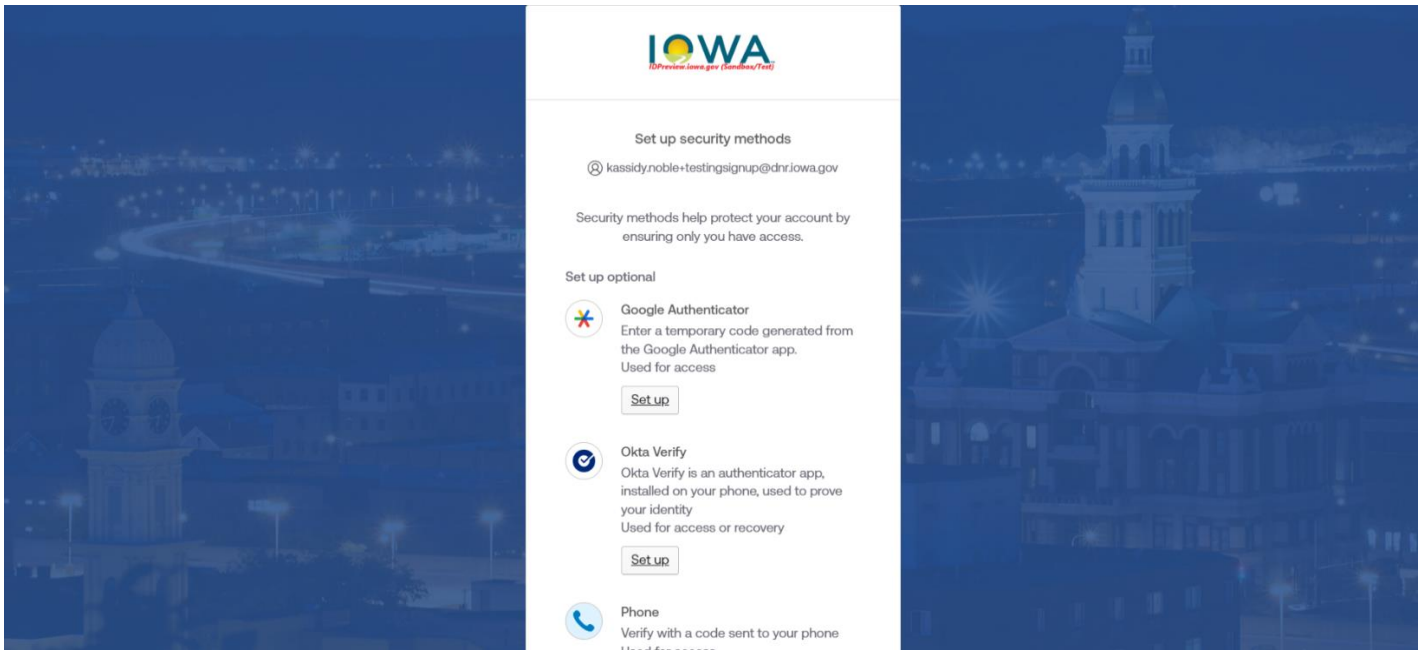 IOWA
IDPreview.iowa.gov (Sandbox/Test)
Set up security methods
kassidy.noble+testingsignup@dnr.iowa.gov
Security methods help protect your account by
ensuring only you have access.
Set up optional
Google Authenticator
Enter a temporary code generated from
the Google Authenticator app.
Used for access
Set up
Okta Verify
Okta Verify is an authenticator app,
installed on your phone, used to prove
your identity
Used for access or recovery
Set up
Phone
Verify with a code sent to your phone
Used for access